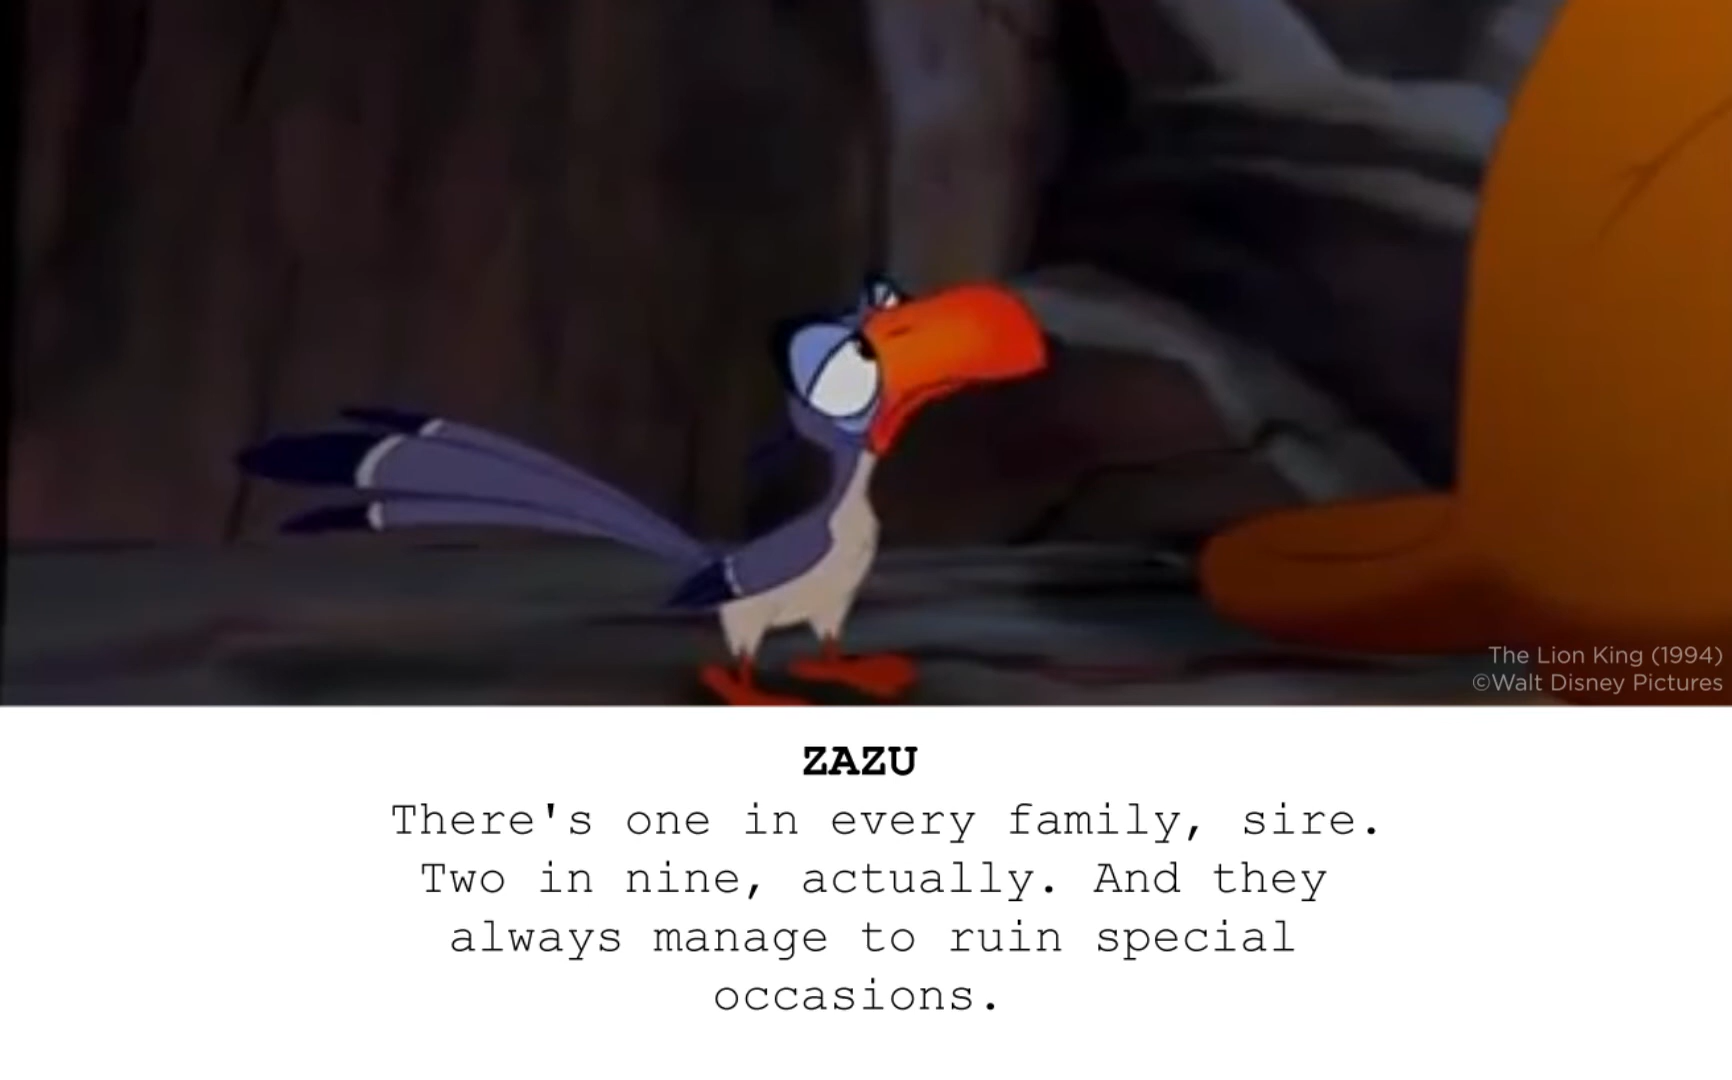 The Lion King (1994)
©Walt Disney Pictures
ZAZU
There's one in every family, sire.
Two in nine, actually. And they
always manage to ruin special
occasions.